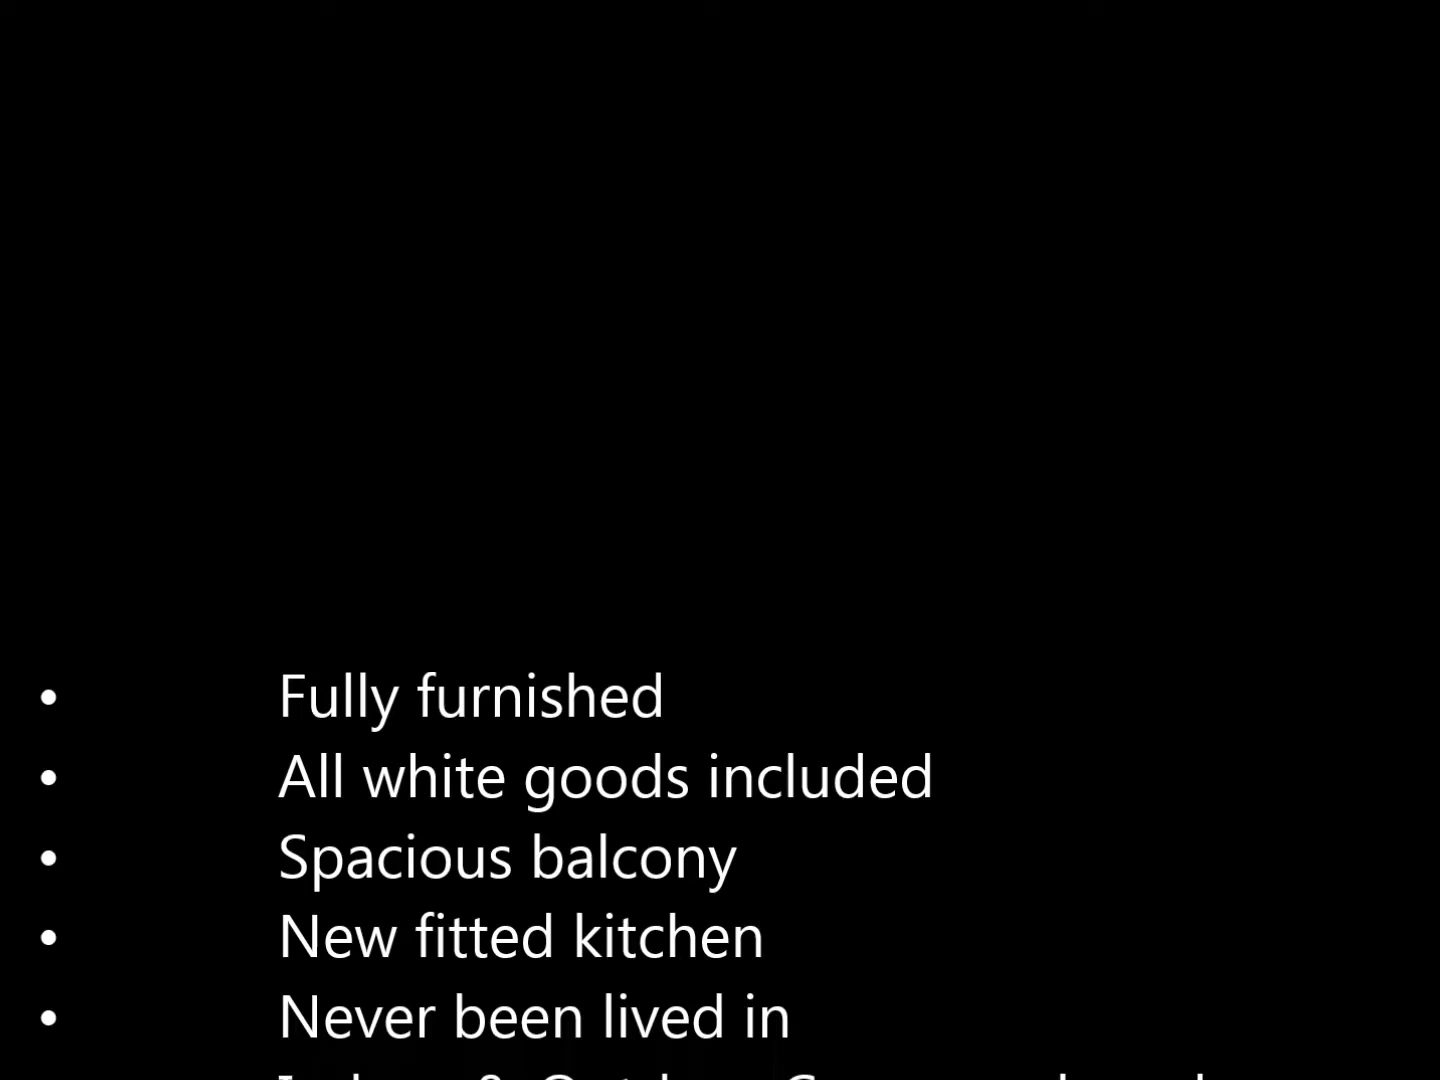 • Fully furnished
• All white goods included
• Spacious balcony
• New fitted kitchen
• Never been lived in